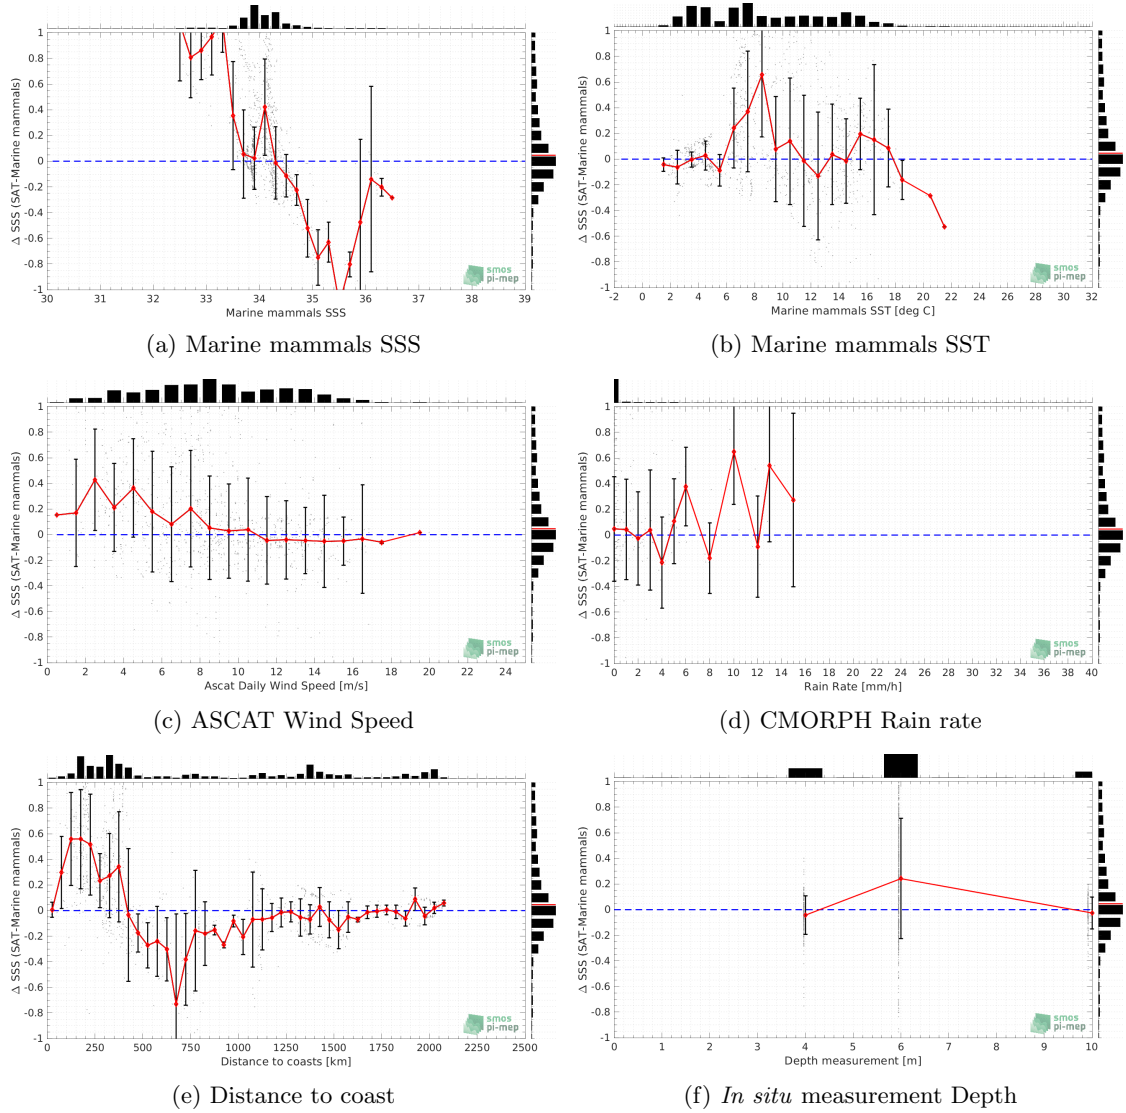 Δ SSS (SAT-Marine mammals)
1
0.8
0.6
0.4
0.2
0
-0.2
-0.4
-0.6
-0.8
-1
30 31 32 33 34 35 36 37 38 39
Marine mammals SSS
smos
pi-mep
(a) Marine mammals SSS
Δ SSS (SAT-Marine mammals)
1
0.8
0.6
0.4
0.2
0
-0.2
-0.4
-0.6
-0.8
-1
-2 0 2 4 6 8 10 12 14 16 18 20 22 24 26 28 30 32
Marine mammals SST [deg C]
smos
pi-mep
(b) Marine mammals SST
Δ SSS (SAT-Marine mammals)
1
0.8
0.6
0.4
0.2
0
-0.2
-0.4
-0.6
-0.8
-1
0 2 4 6 8 10 12 14 16 18 20 22 24
Ascat Daily Wind Speed [m/s]
smos
pi-mep
(c) ASCAT Wind Speed
Δ SSS (SAT-Marine mammals)
1
0.8
0.6
0.4
0.2
0
-0.2
-0.4
-0.6
-0.8
-1
0 2 4 6 8 10 12 14 16 18 20 22 24 26 28 30 32 34 36 38 40
Rain Rate [mm/h]
smos
pi-mep
(d) CMORPH Rain rate
Δ SSS (SAT-Marine mammals)
1
0.8
0.6
0.4
0.2
0
-0.2
-0.4
-0.6
-0.8
-1
0 250 500 750 1000 1250 1500 1750 2000 2250 2500
Distance to coasts [km]
smos
pi-mep
(e) Distance to coast
Δ SSS (SAT-Marine mammals)
1
0.8
0.6
0.4
0.2
0
-0.2
-0.4
-0.6
-0.8
-1
0 1 2 3 4 5 6 7 8 9 10
Depth measurement [m]
smos
pi-mep
(f) In situ measurement Depth